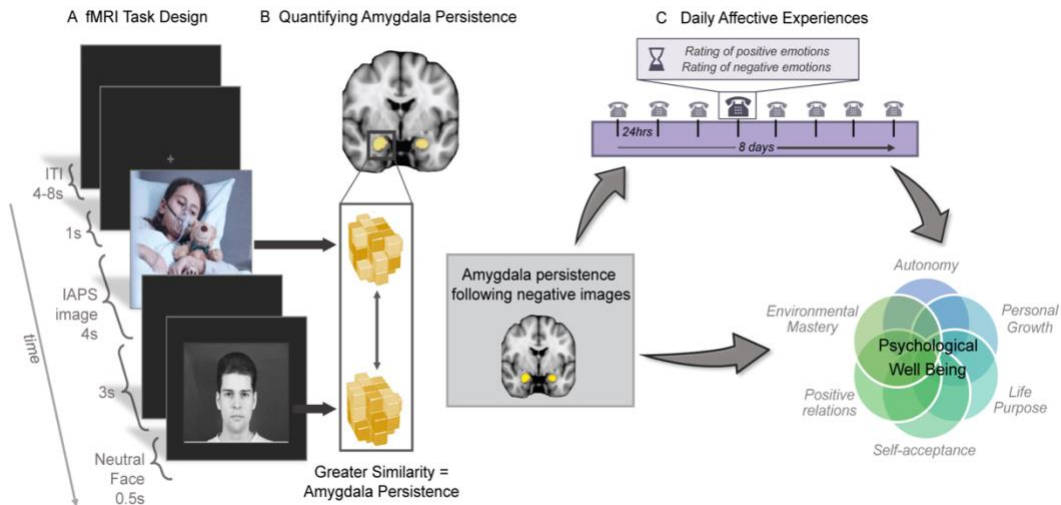 A fMRI Task Design
ITI
4-8s
1s
IAPS
image
4s
3s
Neutral
Face
0.5s
time
B Quantifying Amygdala Persistence
Greater Similarity =
Amygdala Persistence
Amygdala persistence
following negative images
C Daily Affective Experiences
Rating of positive emotions
Rating of negative emotions
24hrs
8 days
Autonomy
Environmental
Mastery
Personal
Growth
Psychological
Well Being
Positive
relations
Life
Purpose
Self-acceptance